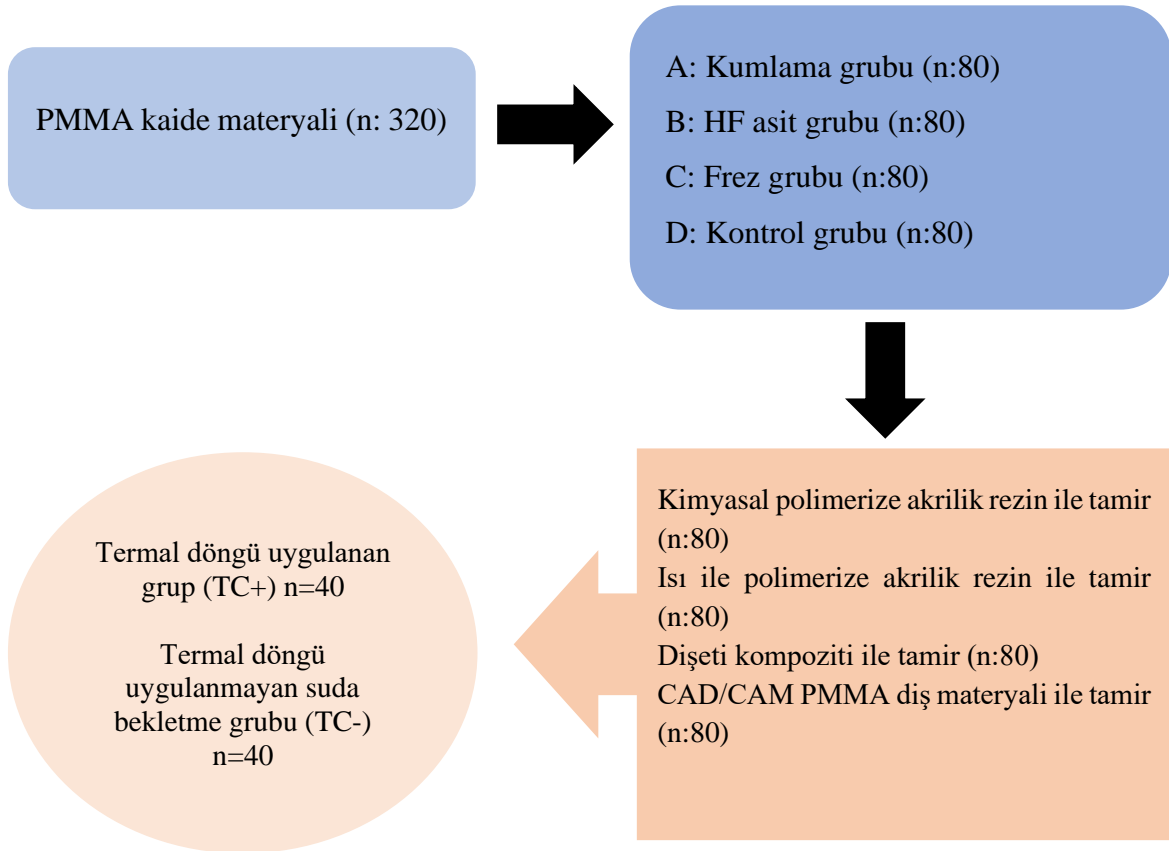 PMMA kaide materyali (n: 320)
A: Kumlama grubu (n:80)
B: HF asit grubu (n:80)
C: Frez grubu (n:80)
D: Kontrol grubu (n:80)
Kimyasal polimerize akrilik rezin ile tamir
(n:80)
Isı ile polimerize akrilik rezin ile tamir
(n:80)
Dişeti kompoziti ile tamir (n:80)
CAD/CAM PMMA diş materyali ile tamir
(n:80)
Termal döngü uygulanan
grup (TC+) n=40
Termal döngü
uygulanmayan suda
bekletme grubu (TC-)
n=40